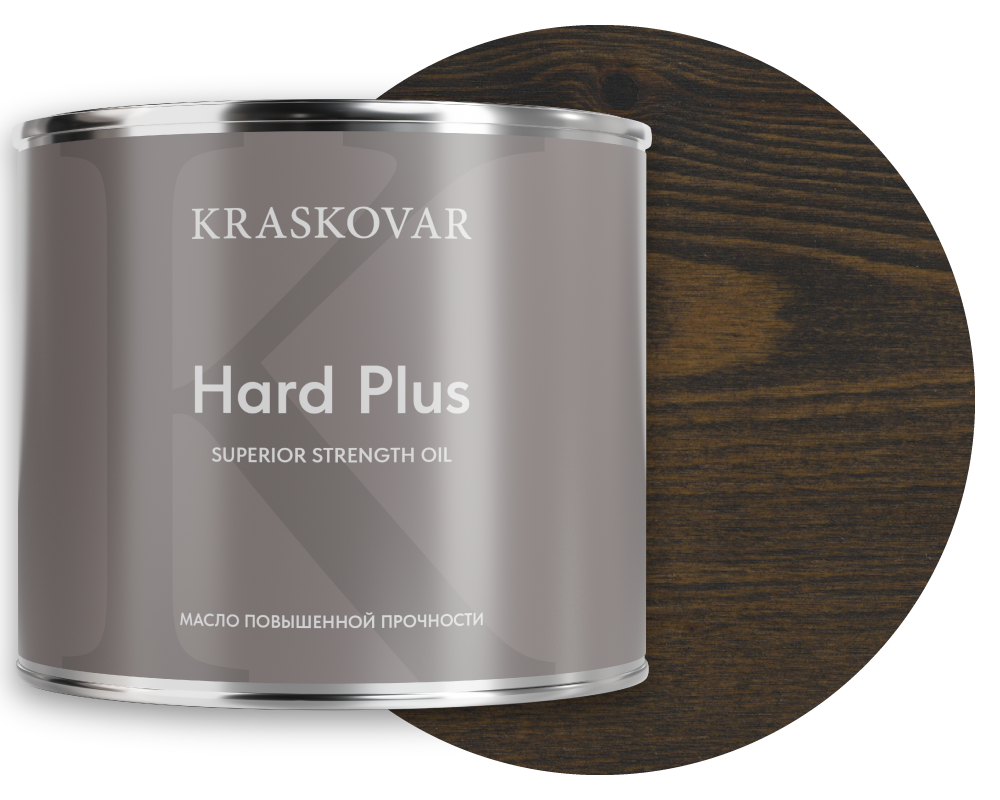 KRASKOVAR
Hard Plus
SUPERIOR STRENGTH OIL
МАСЛО ПОВЫШЕННОЙ ПРОЧНОСТИ